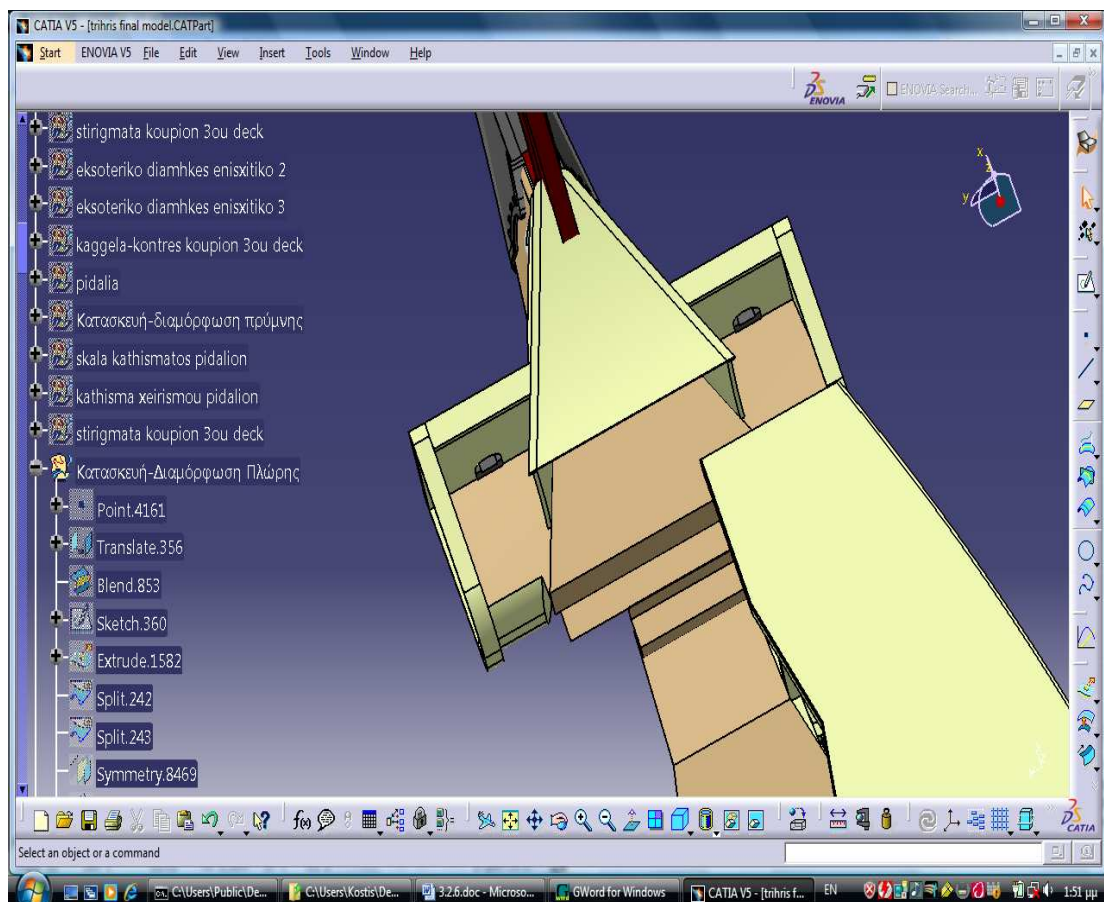 CATIA V5 - [trihris final model.CATPart]
Start ENOVIA V5 File Edit View Insert Tools Window Help
ENOVIA ENOVIA Search...
stirigmata koupion 3ou deck
eksoteriko diamhkes enisxitiko 2
eksoteriko diamhkes enisxitiko 3
kaggela-kontres koupion 3ou deck
pidalia
Κατασκευή-διαμόρφωση πρύμνης
skala kathismatos pidalion
kathisma xeirismou pidalion
stirigmata koupion 3ou deck
Κατασκευή-Διαμόρφωση Πλώρης
Point.4161
Translate.356
Blend.853
Sketch.360
Extrude.1582
Split.242
Split.243
Symmetry.8469
x
z
y
f(x)
CATIA
Select an object or a command
C:\Users\Public\De... C:\Users\Kostis\De... 3.2.6.doc - Microso... GWord for Windows CATIA V5 - [trihris f... EN 1:51 μμ